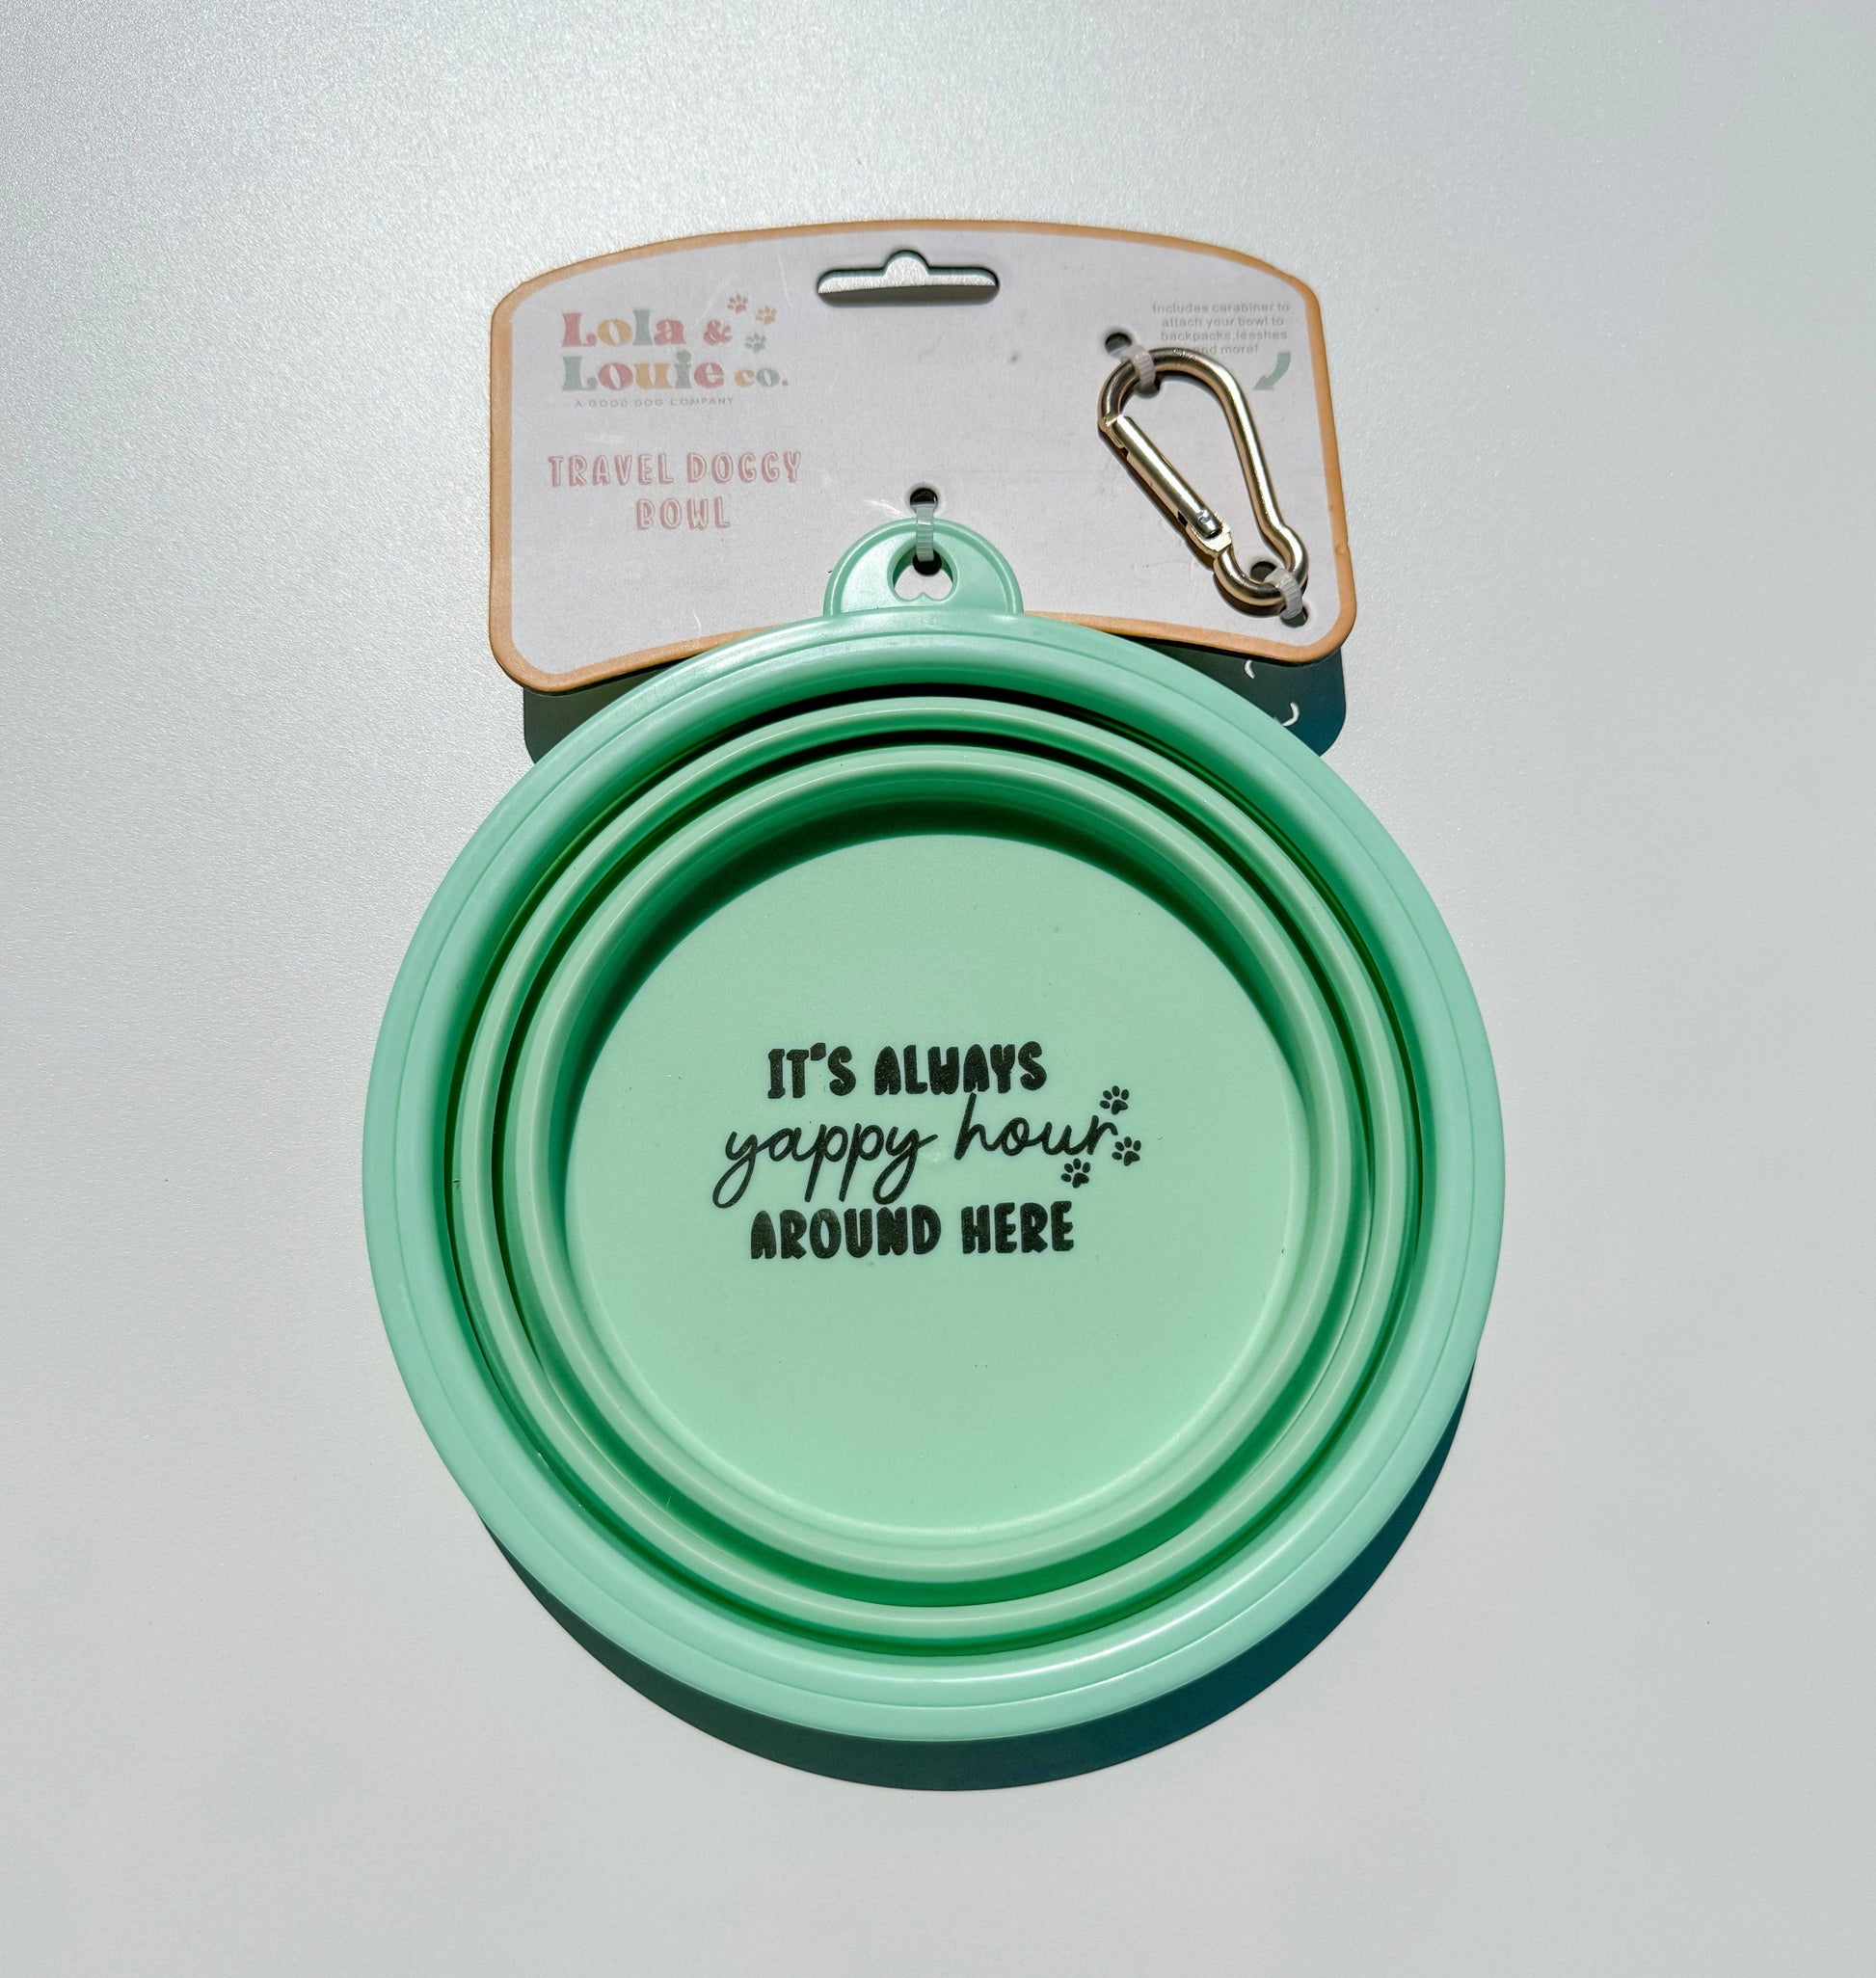 Lola &
Louie co.
A GOOD DOG COMPANY
TRAVEL DOGGY
BOWL
Includes carabiner to
attach your bowl to
backpacks, leashes
and more!
IT'S ALWAYS
yappy hour
AROUND HERE